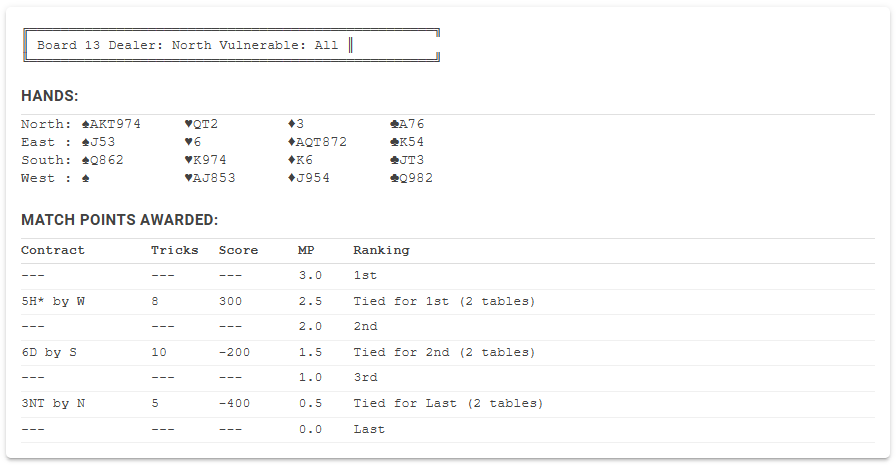 Board 13 Dealer: North Vulnerable: All
HANDS:
North: ♠AKT974 ♥QT2 ♦3 ♣A76
East : ♠J53 ♥6 ♦AQT872 ♣K54
South: ♠Q862 ♥K974 ♦K6 ♣JT3
West : ♠ ♥AJ853 ♦J954 ♣Q982
MATCH POINTS AWARDED:
Contract Tricks Score MP Ranking
--- --- --- 3.0 1st
5H* by W 8 300 2.5 Tied for 1st (2 tables)
--- --- --- 2.0 2nd
6D by S 10 -200 1.5 Tied for 2nd (2 tables)
--- --- --- 1.0 3rd
3NT by N 5 -400 0.5 Tied for Last (2 tables)
--- --- --- 0.0 Last